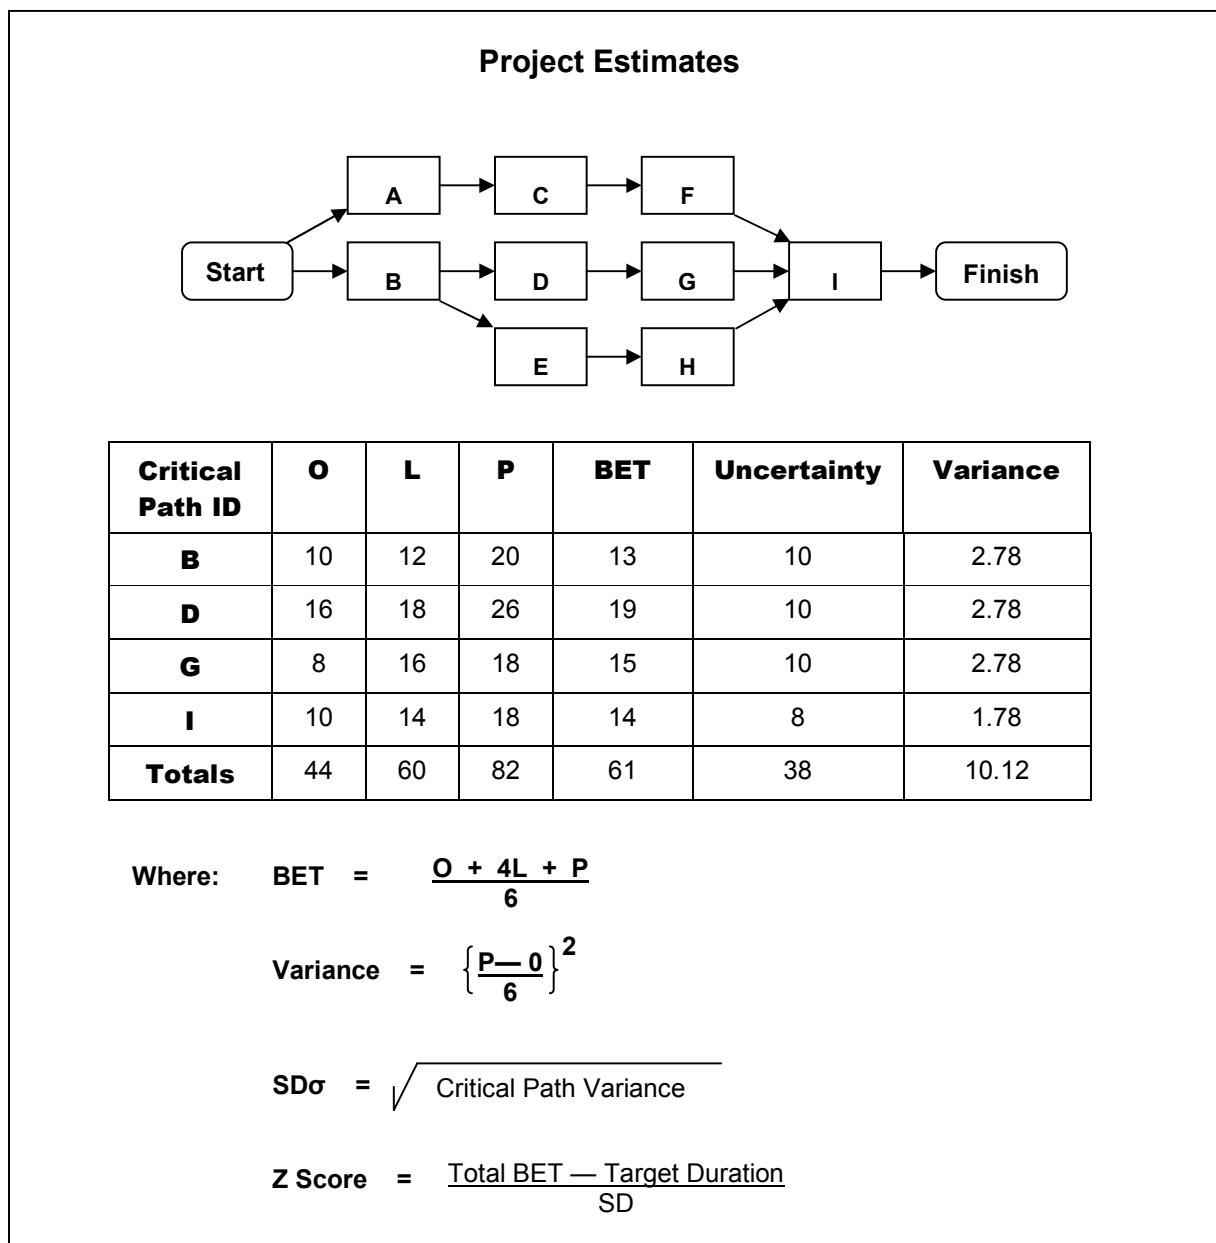 Project Estimates
A C F
Start B D G I Finish
E H
Critical Path ID O L P BET Uncertainty Variance
B 10 12 20 13 10 2.78
D 16 18 26 19 10 2.78
G 8 16 18 15 10 2.78
I 10 14 18 14 8 1.78
Totals 44 60 82 61 38 10.12
Where: BET = O + 4L + P
6
Variance = {P— 0}2
6
SDσ = √ Critical Path Variance
Z Score = Total BET — Target Duration
SD